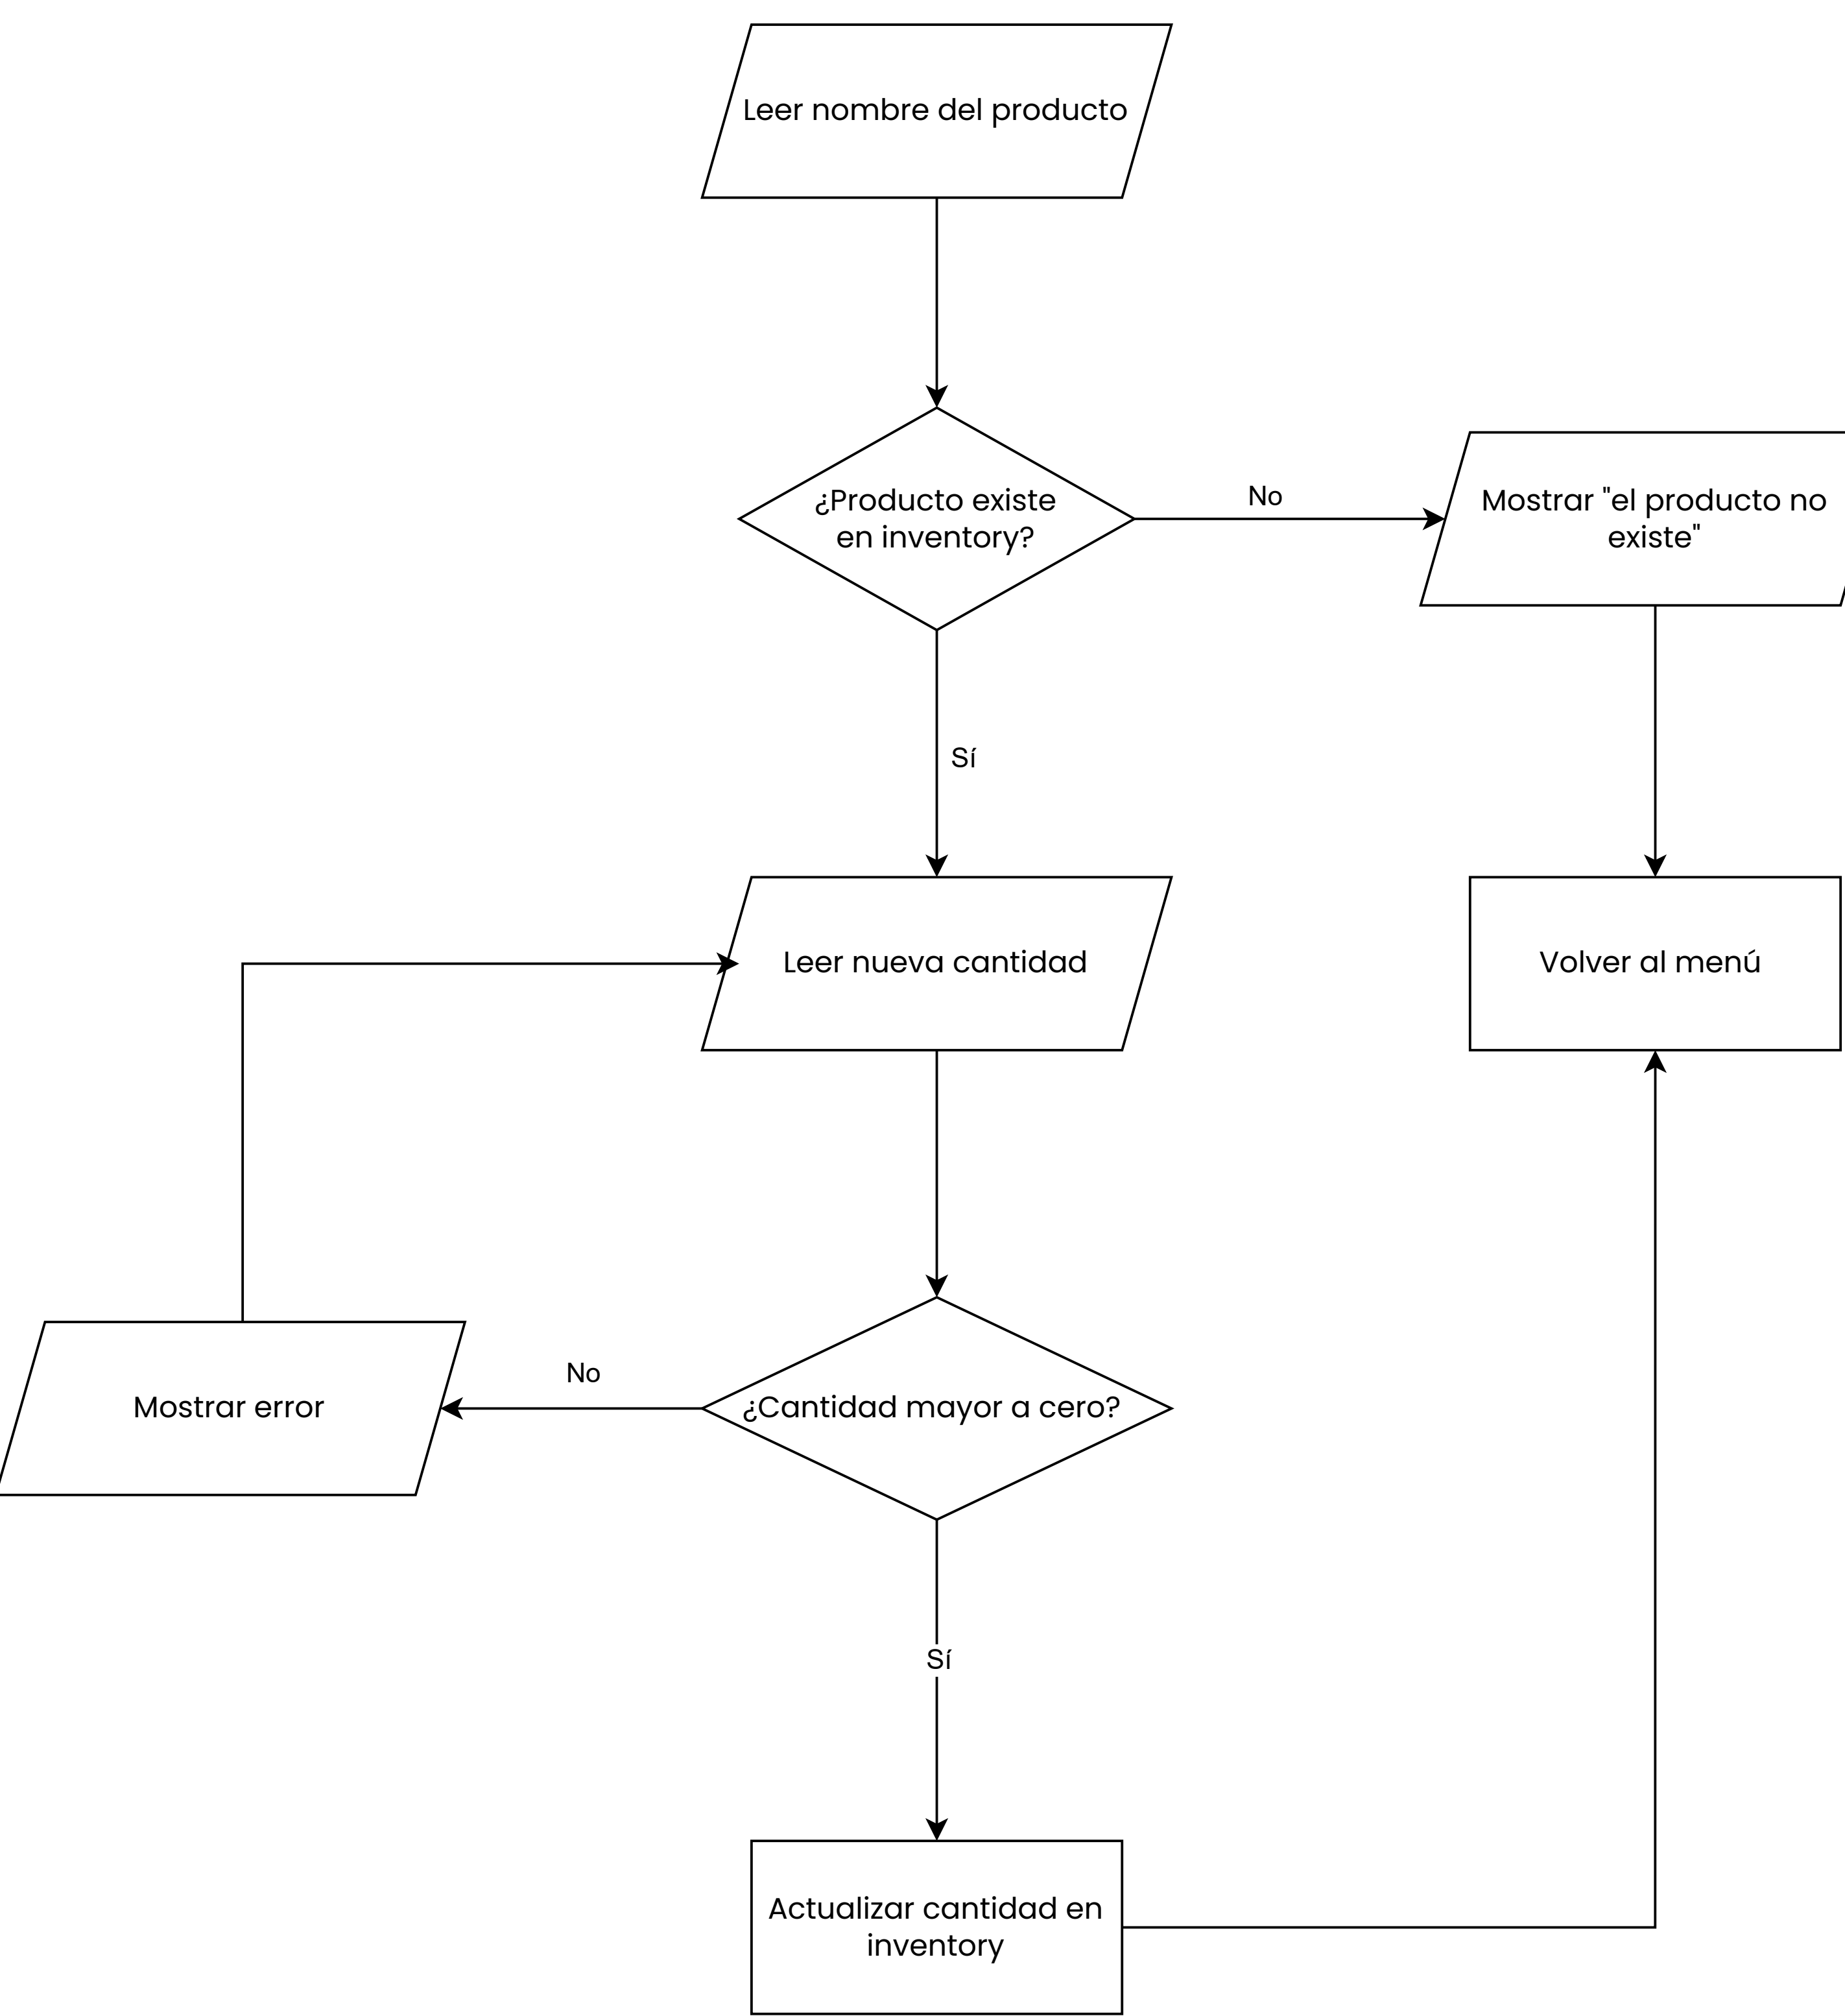 Leer nombre del producto
¿Producto existe
en inventory?
No
Mostrar "el producto no
existe"
Sí
Leer nueva cantidad
Volver al menú
No
Mostrar error
¿Cantidad mayor a cero?
Sí
Actualizar cantidad en
inventory